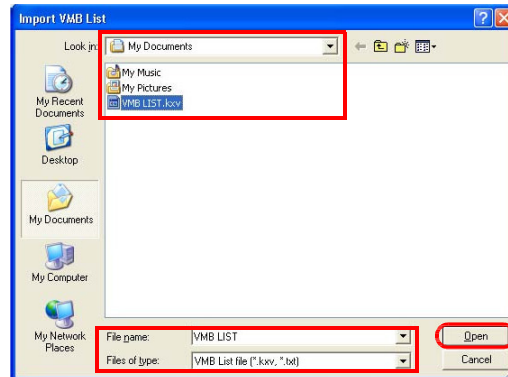 Import VMB List
Look in: My Documents
My Music
My Pictures
VMB LIST.kxv
My Recent
Documents
Desktop
My Documents
My Computer
My Network
Places
File name: VMB LIST Open
Files of type: VMB List file (*.kxv, *.txt) Cancel